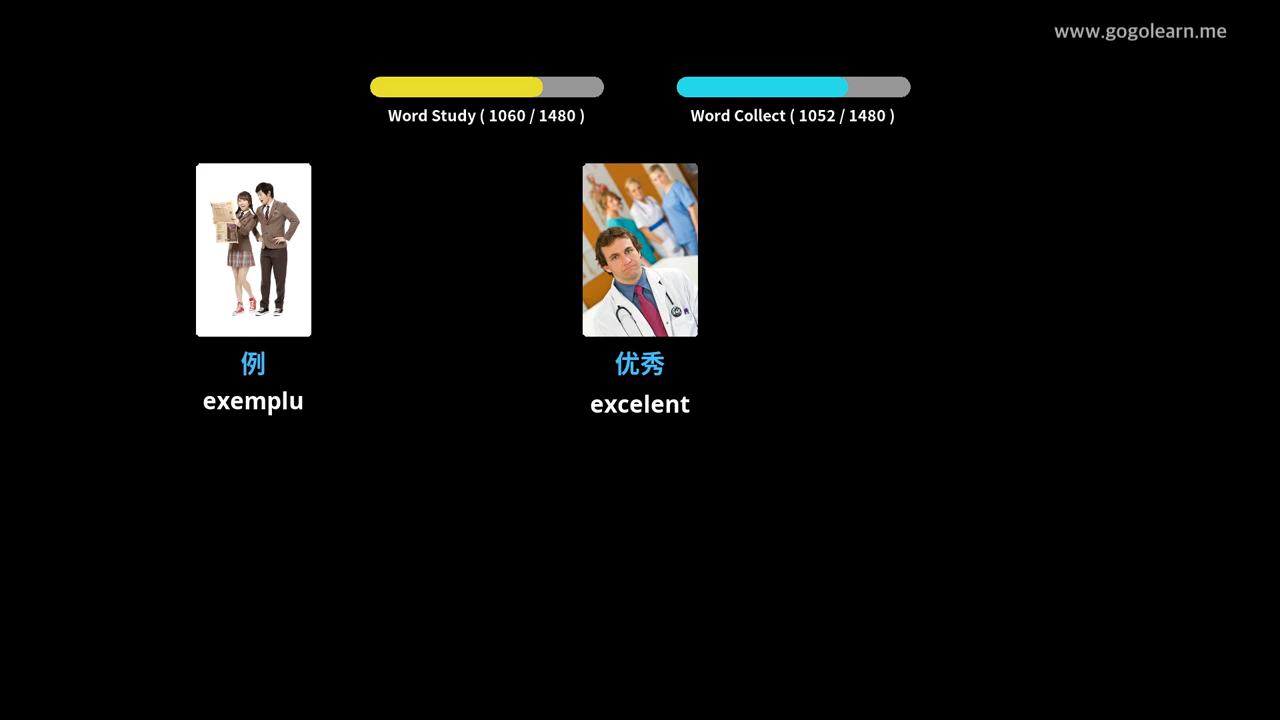 www.gogolearn.me
Word Study ( 1060 / 1480 )
Word Collect ( 1052 / 1480 )
例
exemplu
优秀
excelent